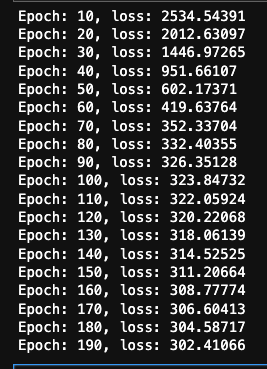 Epoch: 10, loss: 2534.54391
Epoch: 20, loss: 2012.63097
Epoch: 30, loss: 1446.97265
Epoch: 40, loss: 951.66107
Epoch: 50, loss: 602.17371
Epoch: 60, loss: 419.63764
Epoch: 70, loss: 352.33704
Epoch: 80, loss: 332.40355
Epoch: 90, loss: 326.35128
Epoch: 100, loss: 323.84732
Epoch: 110, loss: 322.05924
Epoch: 120, loss: 320.22068
Epoch: 130, loss: 318.06139
Epoch: 140, loss: 314.52525
Epoch: 150, loss: 311.20664
Epoch: 160, loss: 308.77774
Epoch: 170, loss: 306.60413
Epoch: 180, loss: 304.58717
Epoch: 190, loss: 302.41066